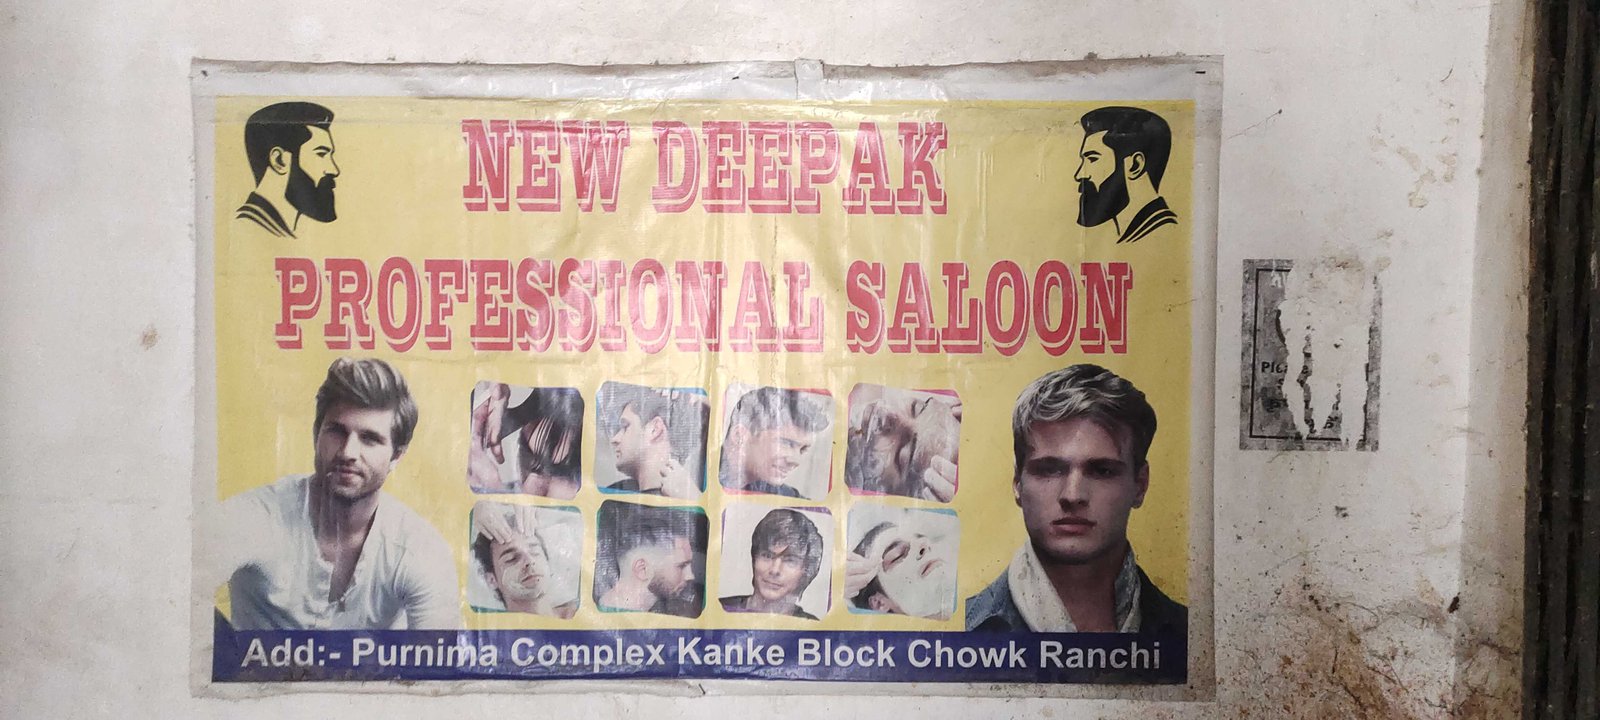 NEW DEEPAK
PROFESSIONAL SALOON
Add:- Purnima Complex Kanke Block Chowk Ranchi